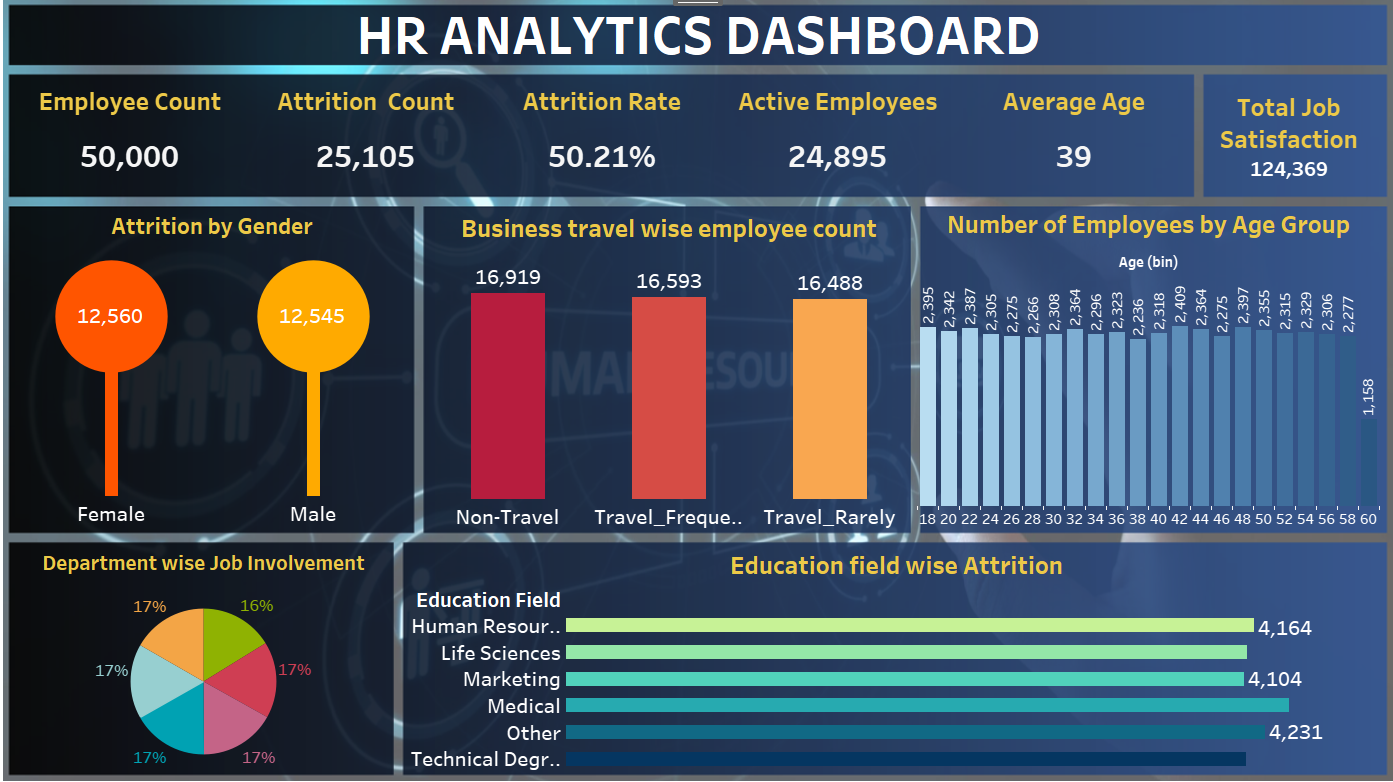 HR ANALYTICS DASHBOARD
Employee Count
50,000
Attrition Count
25,105
Attrition Rate
50.21%
Active Employees
24,895
Average Age
39
Total Job
Satisfaction
124,369
Attrition by Gender
12,560
12,545
Female
Male
Business travel wise employee count
16,919
16,593
16,488
Non-Travel
Travel_Freque..
Travel_Rarely
Number of Employees by Age Group
Age (bin)
2,395
2,342
2,387
2,305
2,275
2,266
2,308
2,364
2,296
2,323
2,236
2,318
2,409
2,364
2,275
2,397
2,355
2,315
2,329
2,306
2,277
1,158
18 20 22 24 26 28 30 32 34 36 38 40 42 44 46 48 50 52 54 56 58 60
Department wise Job Involvement
17%
16%
17%
17%
17%
17%
Education field wise Attrition
Education Field
Human Resour.. 4,164
Life Sciences
Marketing 4,104
Medical
Other 4,231
Technical Degr..